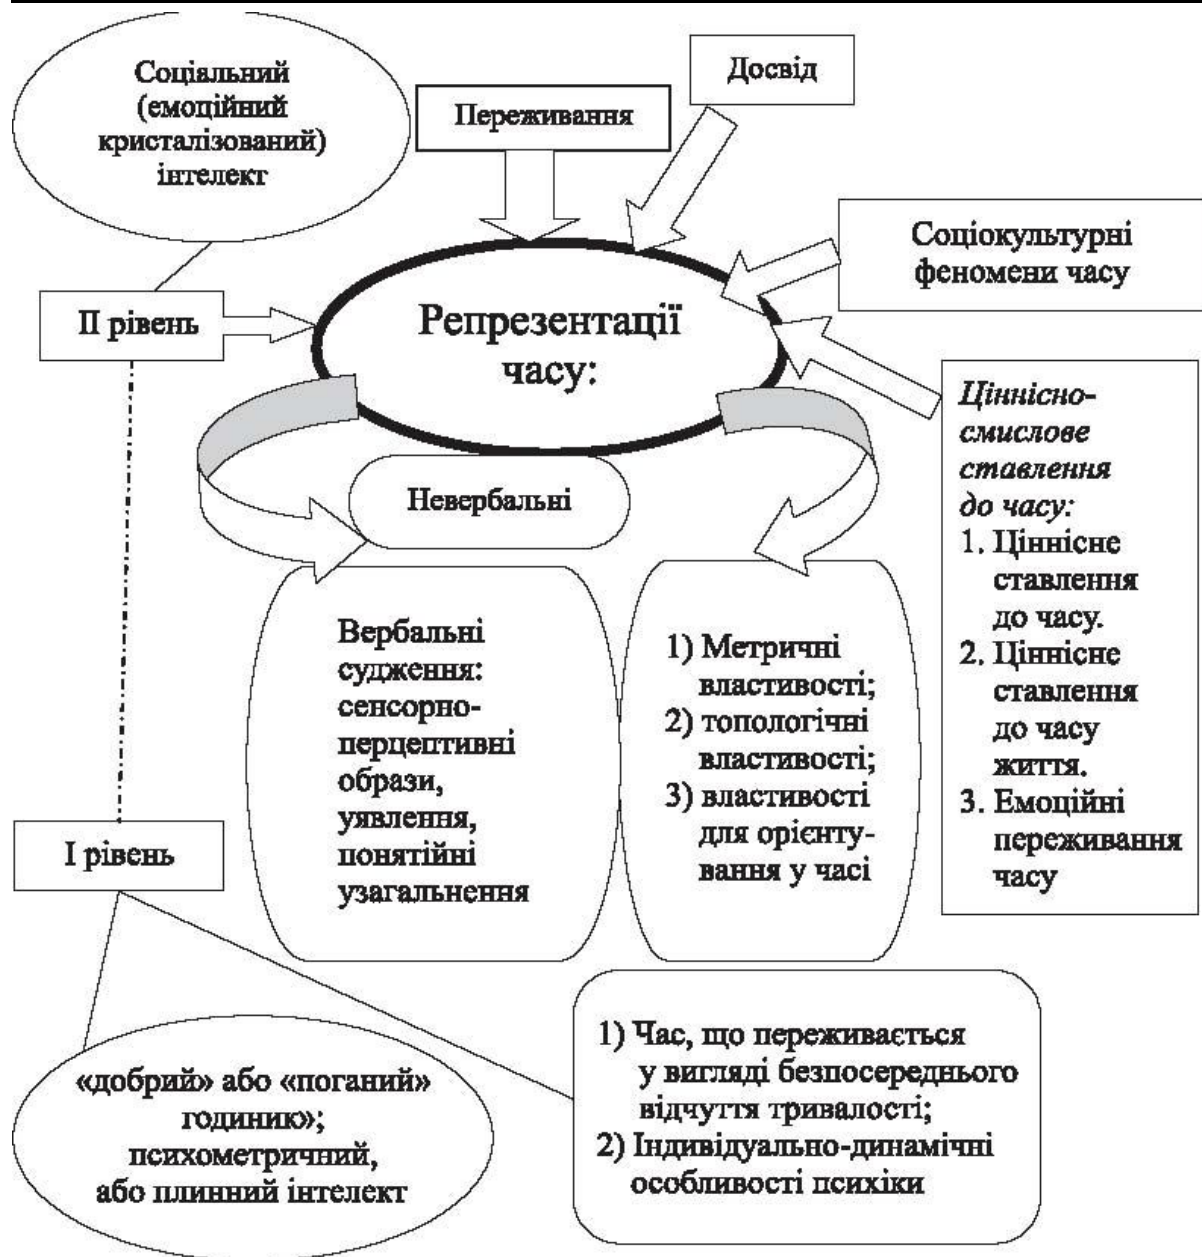 Соціальний
(емоційний
кристалізований)
інтелект
Переживання
Досвід
Соціокультурні
феномени часу
ІІ рівень
Репрезентації
часу:
Ціннісно-
смислове
ставлення
до часу:
1. Ціннісне
ставлення
до часу.
2. Ціннісне
ставлення
до часу
життя.
3. Емоційні
переживання
часу
Невербальні
Вербальні
судження:
сенсорно-
перцептивні
образи,
уявлення,
понятійні
узагальнення
1) Метричні
властивості;
2) топологічні
властивості;
3) властивості
для орієнту-
вання у часі
І рівень
«добрий» або «поганий»
годиник»;
психометричний,
або плинний інтелект
1) Час, що переживається
у вигляді безпосереднього
відчуття тривалості;
2) Індивідуально-динамічні
особливості психіки